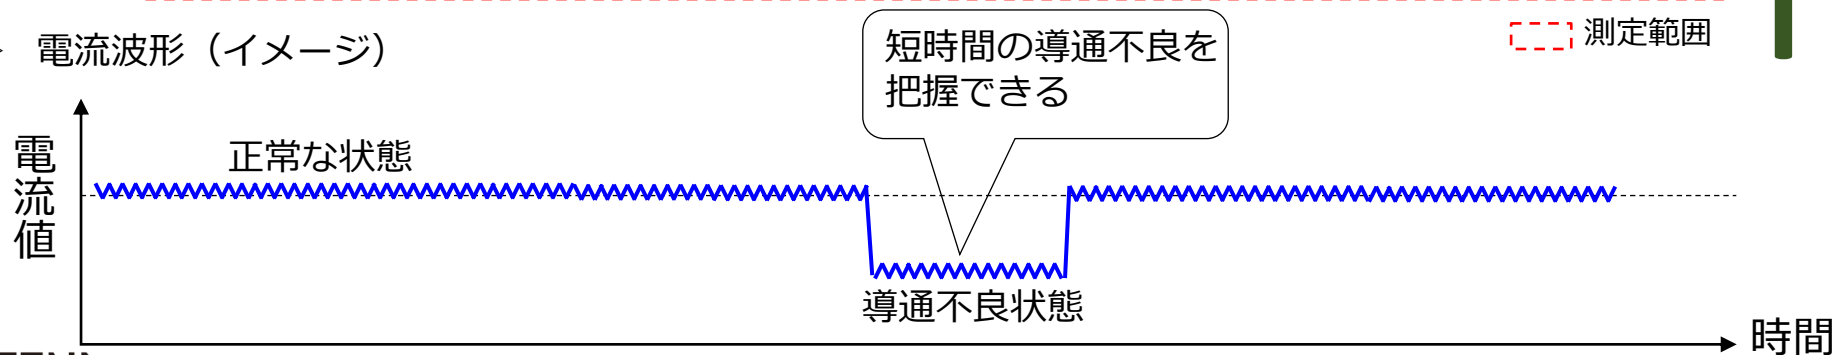 測定範囲
電流波形（イメージ）
短時間の導通不良を
把握できる
電流値
正常な状態
導通不良状態
時間